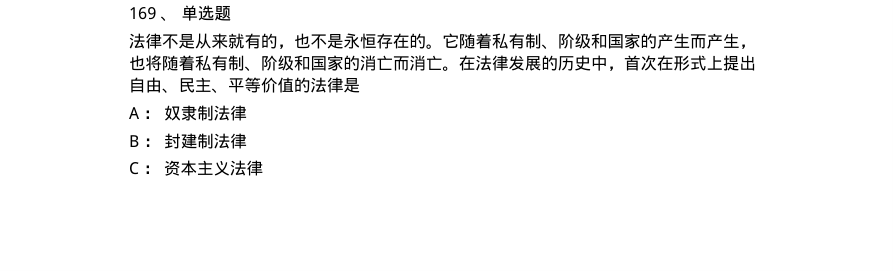 169 、 单选题
法律不是从来就有的，也不是永恒存在的。它随着私有制、阶级和国家的产生而产生，
也将随着私有制、阶级和国家的消亡而消亡。在法律发展的历史中，首次在形式上提出
自由、民主、平等价值的法律是
A ： 奴隶制法律
B ： 封建制法律
C ： 资本主义法律